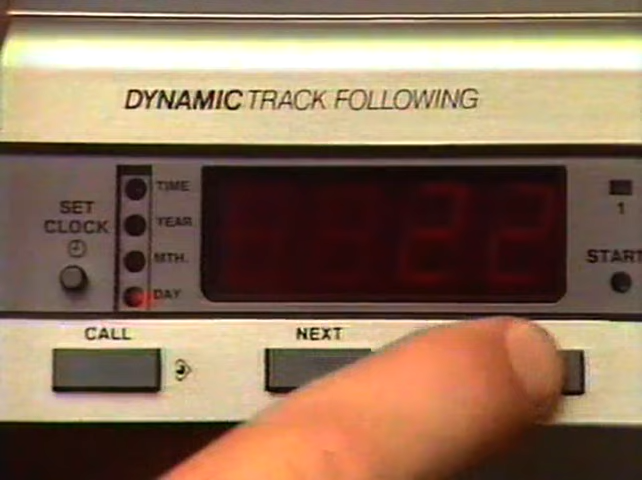 DYNAMIC TRACK FOLLOWING
SET
CLOCK
TIME
YEAR
MTH.
DAY
22
1
START
CALL
NEXT